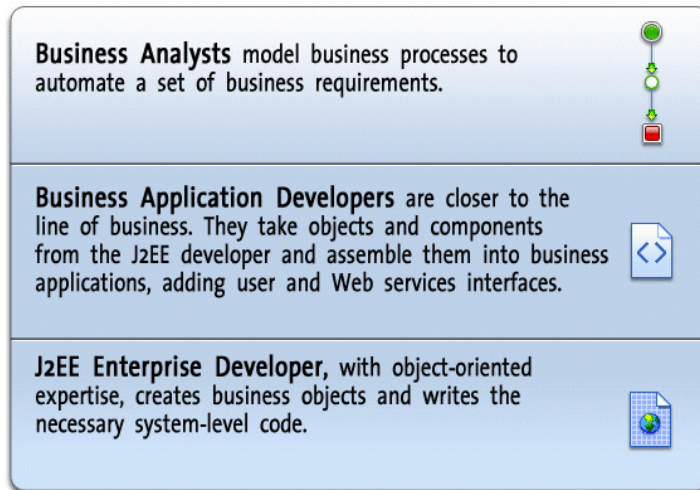 Business Analysts model business processes to
automate a set of business requirements.
Business Application Developers are closer to the
line of business. They take objects and components
from the J2EE developer and assemble them into business
applications, adding user and Web services interfaces.
J2EE Enterprise Developer, with object-oriented
expertise, creates business objects and writes the
necessary system-level code.